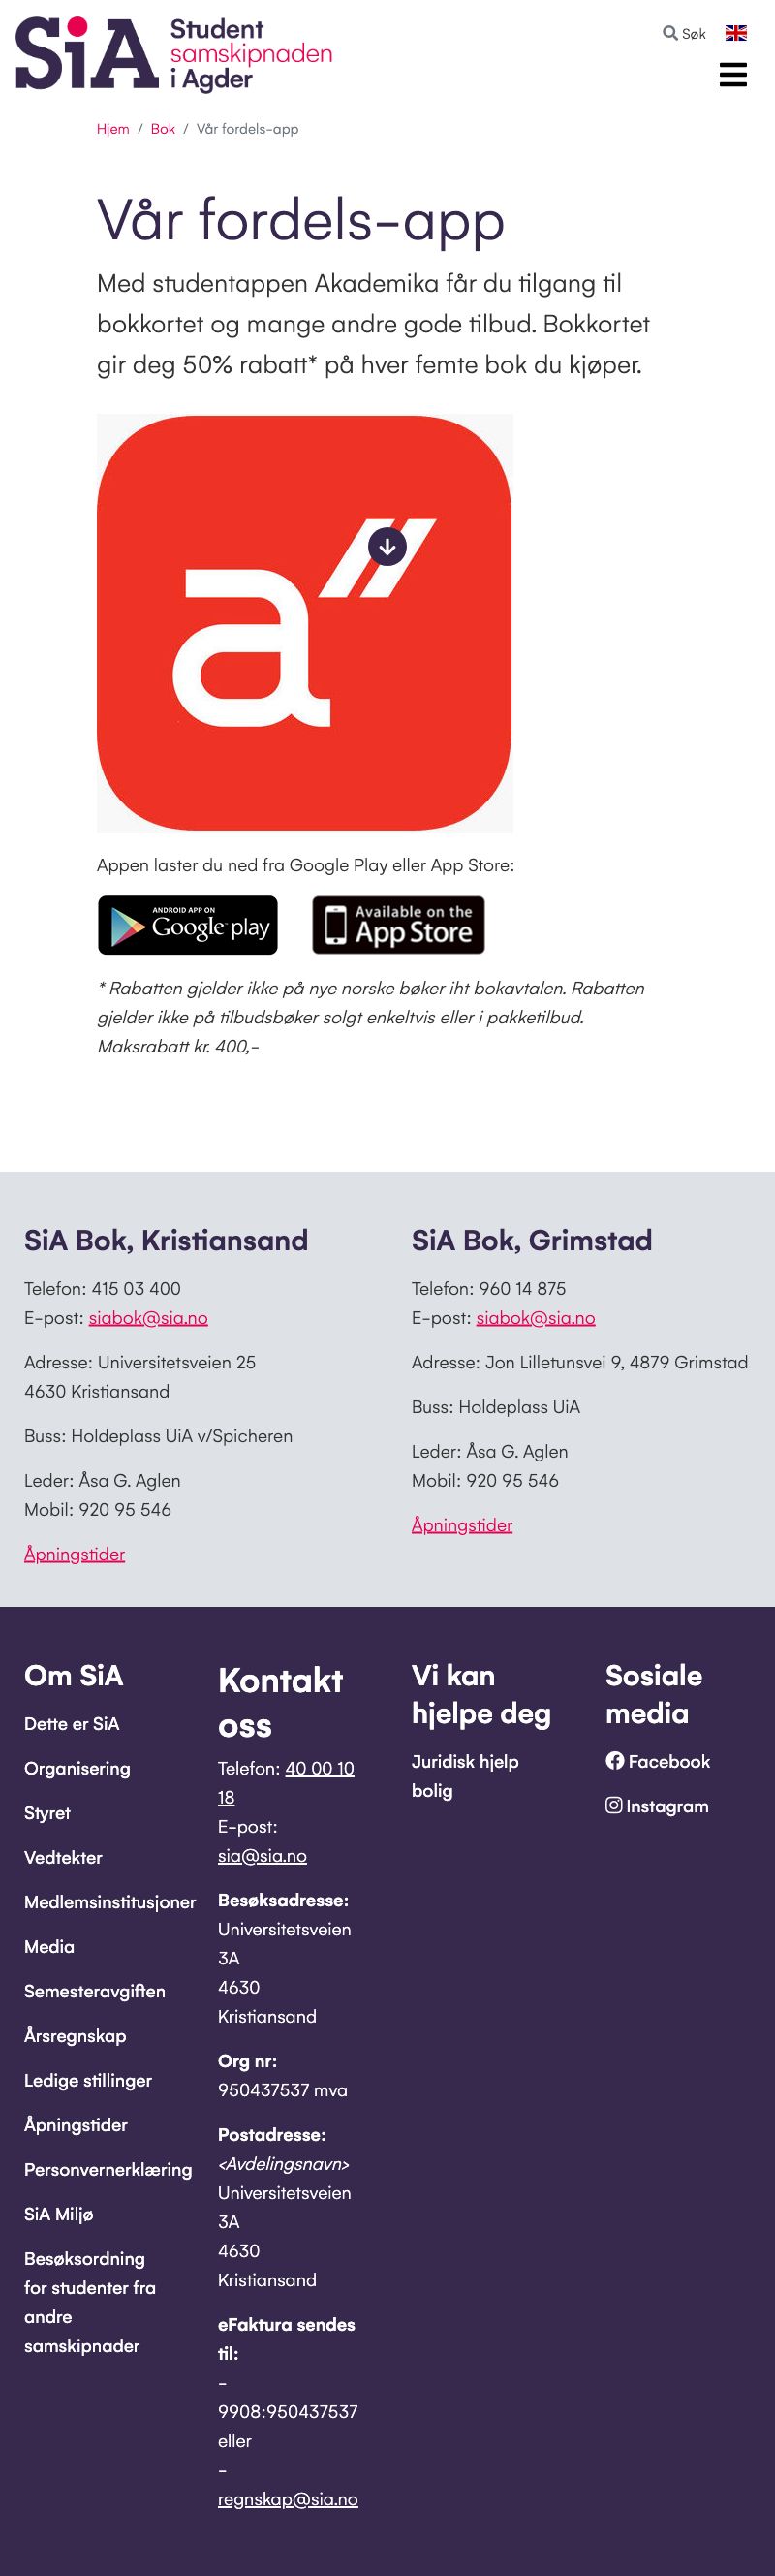 SiA Student
samskipnaden
i Agder
Søk
Hjem / Bok / Vår fordels-app
Vår fordels-app
Med studentappen Akademika får du tilgang til
bokkortet og mange andre gode tilbud. Bokkortet
gir deg 50% rabatt* på hver femte bok du kjøper.
a
Appen laster du ned fra Google Play eller App Store:
ANDROID APP ON
Google play
Available on the
App Store
* Rabatten gjelder ikke på nye norske bøker iht bokavtalen. Rabatten
gjelder ikke på tilbudsbøker solgt enkeltvis eller i pakketilbud.
Maksrabatt kr. 400,-
SiA Bok, Kristiansand
Telefon: 415 03 400
E-post: siabok@sia.no
Adresse: Universitetsveien 25
4630 Kristiansand
Buss: Holdeplass UiA v/Spicheren
Leder: Åsa G. Aglen
Mobil: 920 95 546
Åpningstider
SiA Bok, Grimstad
Telefon: 960 14 875
E-post: siabok@sia.no
Adresse: Jon Lilletunsvei 9, 4879 Grimstad
Buss: Holdeplass UiA
Leder: Åsa G. Aglen
Mobil: 920 95 546
Åpningstider
Om SiA
Dette er SiA
Organisering
Styret
Vedtekter
Medlemsinstitusjoner
Media
Semesteravgiften
Årsregnskap
Ledige stillinger
Åpningstider
Personvernerklæring
SiA Miljø
Besøksordning
for studenter fra
andre
samskipnader
Kontakt
oss
Telefon: 40 00 10
18
E-post:
sia@sia.no
Besøksadresse:
Universitetsveien
3A
4630
Kristiansand
Org nr:
950437537 mva
Postadresse:
<Avdelingsnavn>
Universitetsveien
3A
4630
Kristiansand
eFaktura sendes
til:
-
9908:950437537
eller
-
regnskap@sia.no
Vi kan
hjelpe deg
Juridisk hjelp
bolig
Sosiale
media
Facebook
Instagram